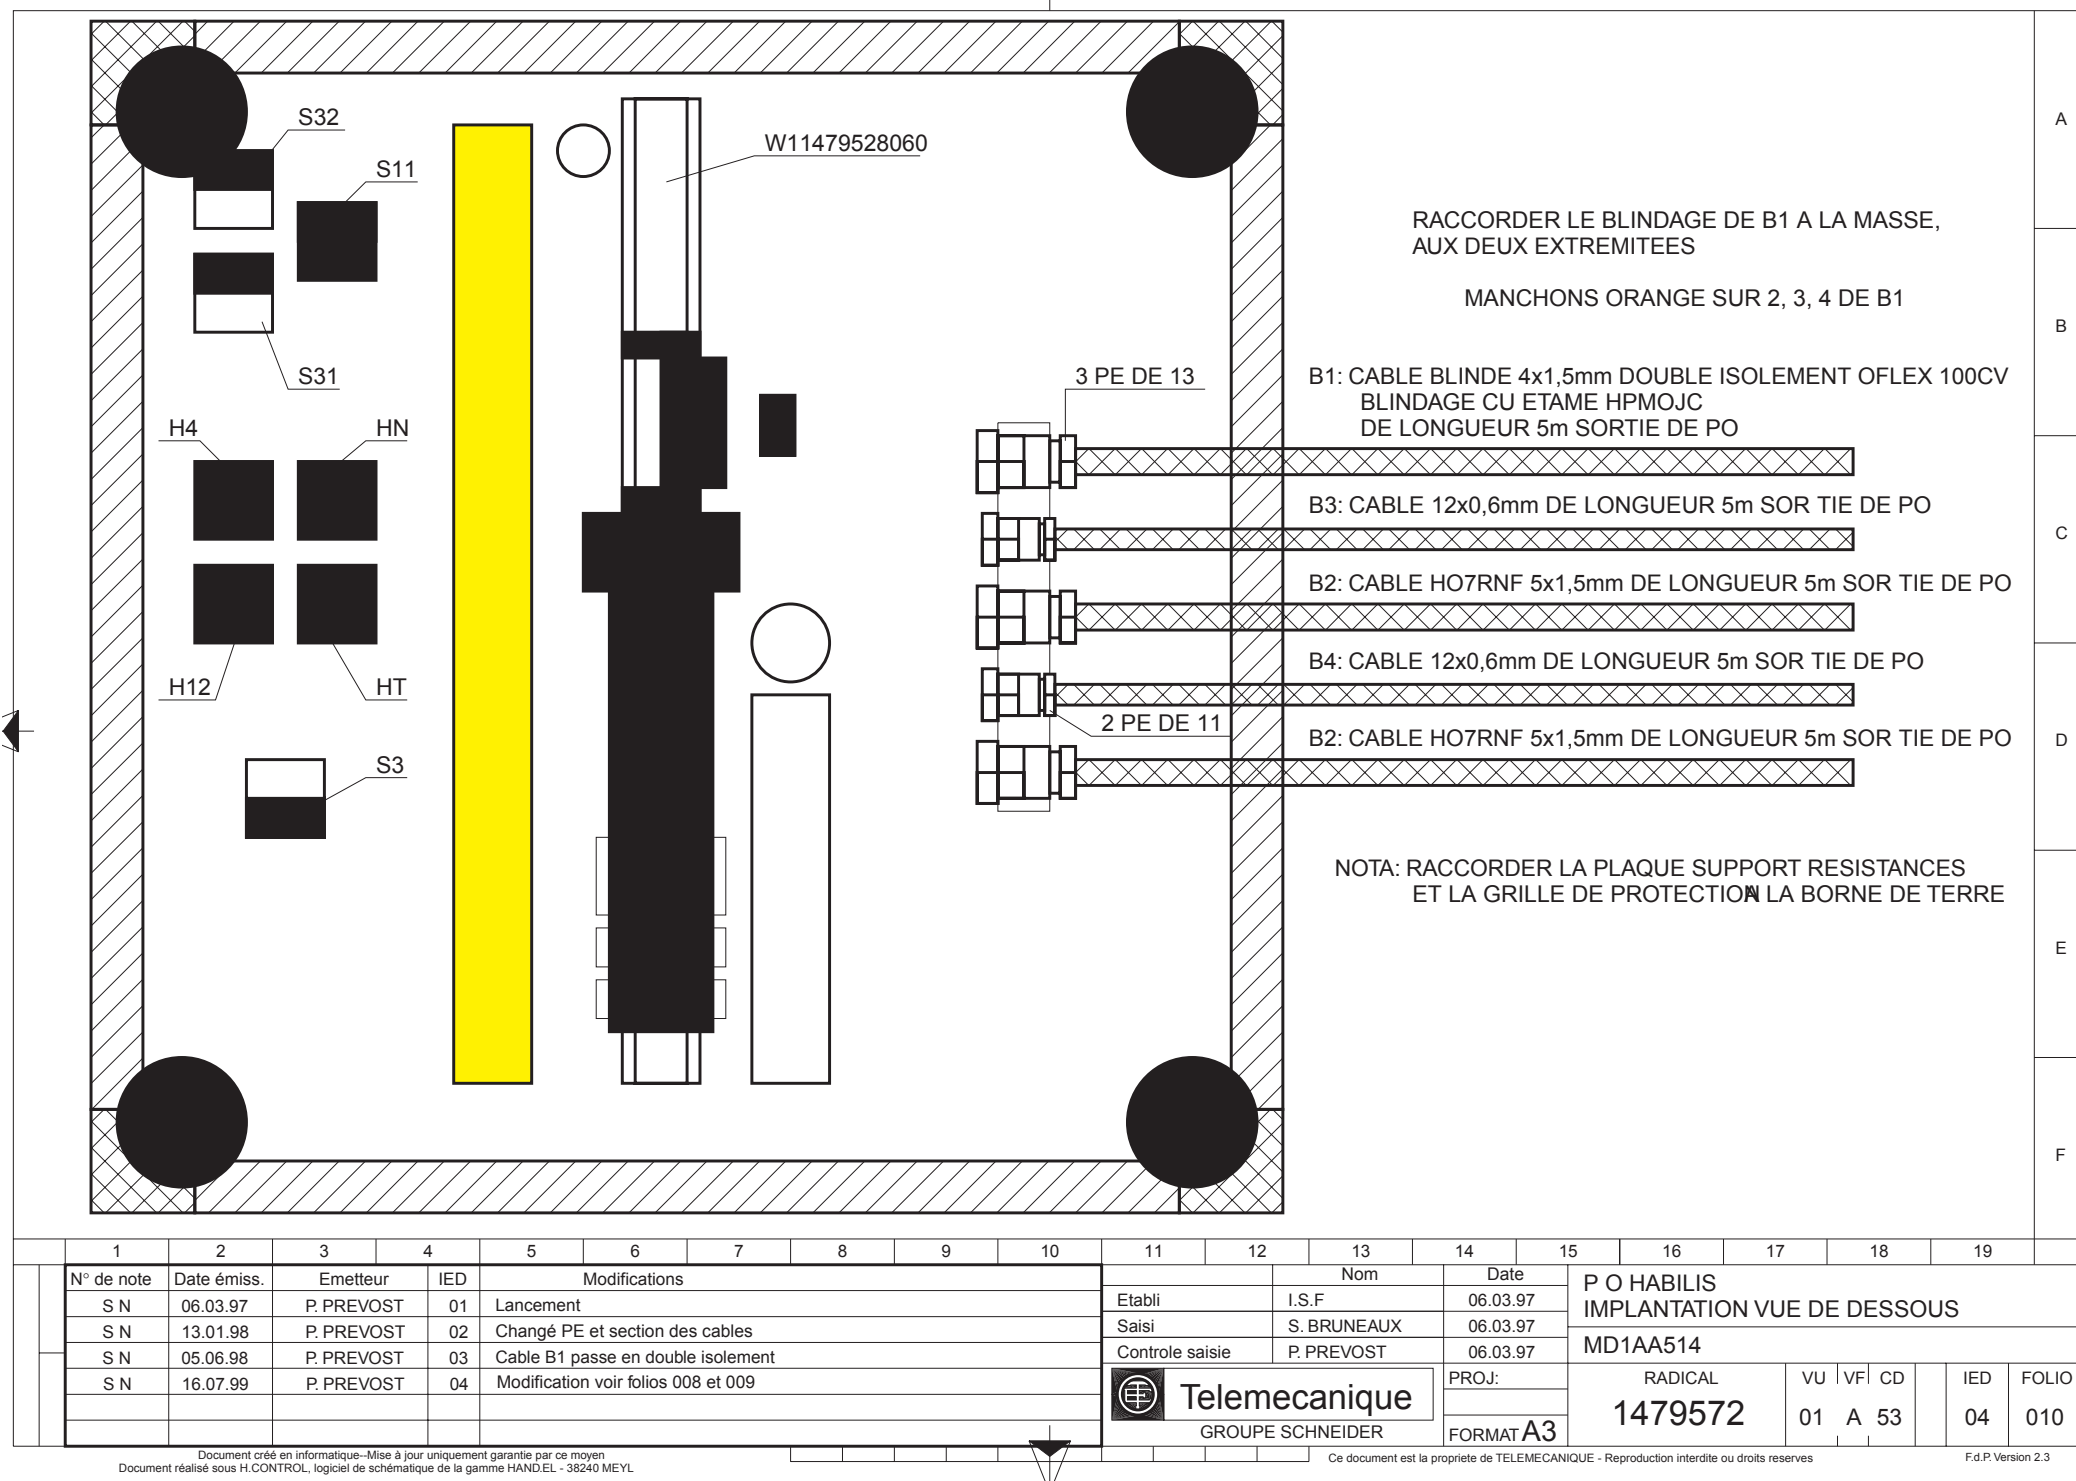 S32
S11
W11479528060
A
RACCORDER LE BLINDAGE DE B1 A LA MASSE,
AUX DEUX EXTREMITEES
MANCHONS ORANGE SUR 2, 3, 4 DE B1
B
S31
3 PE DE 13
B1: CABLE BLINDE 4x1,5mm DOUBLE ISOLEMENT OFLEX 100CV
BLINDAGE CU ETAME HPMOJC
DE LONGUEUR 5m SORTIE DE PO
H4
HN
B3: CABLE 12x0,6mm DE LONGUEUR 5m SOR TIE DE PO
C
B2: CABLE HO7RNF 5x1,5mm DE LONGUEUR 5m SOR TIE DE PO
B4: CABLE 12x0,6mm DE LONGUEUR 5m SOR TIE DE PO
H12
HT
2 PE DE 11
B2: CABLE HO7RNF 5x1,5mm DE LONGUEUR 5m SOR TIE DE PO
D
S3
NOTA: RACCORDER LA PLAQUE SUPPORT RESISTANCES
ET LA GRILLE DE PROTECTION A LA BORNE DE TERRE
E
F
1 2 3 4 5 6 7 8 9 10 11 12 13 14 15 16 17 18 19
N° de note Date émiss. Emetteur IED Modifications
S N 06.03.97 P. PREVOST 01 Lancement
S N 13.01.98 P. PREVOST 02 Changé PE et section des cables
S N 05.06.98 P. PREVOST 03 Cable B1 passe en double isolement
S N 16.07.99 P. PREVOST 04 Modification voir folios 008 et 009
Nom Date
Etabli I.S.F 06.03.97
Saisi S. BRUNEAUX 06.03.97
Controle saisie P. PREVOST 06.03.97
TE Telemecanique
GROUPE SCHNEIDER
PROJ:
FORMAT A3
P O HABILIS
IMPLANTATION VUE DE DESSOUS
MD1AA514
RADICAL VU VF CD IED FOLIO
1479572 01 A 53 04 010
Document créé en informatique--Mise à jour uniquement garantie par ce moyen
Document réalisé sous H.CONTROL, logiciel de schématique de la gamme HAND.EL - 38240 MEYL
Ce document est la propriete de TELEMECANIQUE - Reproduction interdite ou droits reserves
F.d.P. Version 2.3